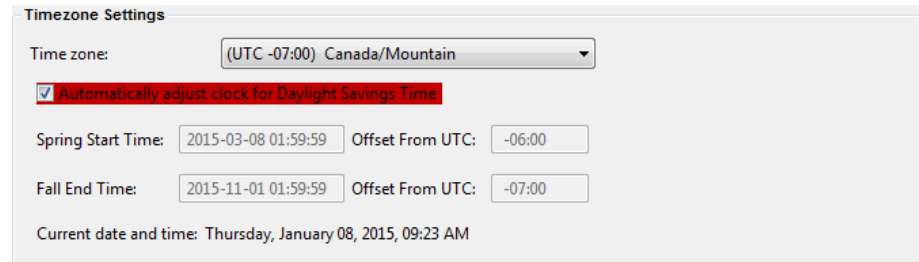 Timezone Settings
Time zone: (UTC -07:00) Canada/Mountain
Automatically adjust clock for Daylight Savings Time
Spring Start Time: 2015-03-08 01:59:59 Offset From UTC: -06:00
Fall End Time: 2015-11-01 01:59:59 Offset From UTC: -07:00
Current date and time: Thursday, January 08, 2015, 09:23 AM